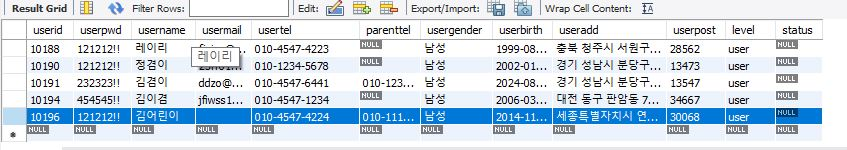 Result Grid Filter Rows: Edit: Export/Import: Wrap Cell Content:
userid userpwd username usermail usertel parenttel usergender userbirth useradd userpost level status
10188 121212!! 레이리 010-4547-4223 NULL 남성 1999-08... 충북 청주시 서원구... 28562 user NULL
레이리
10190 121212!! 정겸이 010-1234-5678 NULL 남성 2002-01... 경기 성남시 분당구... 13473 user NULL
10191 232323!! 김겸이 ddzo@... 010-4547-6441 010-123... 남성 2024-08... 경기 성남시 분당구... 13547 user NULL
10194 454545!! 김이겸 jfiwss1... 010-4547-1234 NULL 남성 2006-03... 대전 동구 판암동 7... 34667 user NULL
10196 121212!! 김어린이 010-4547-4224 010-111... 남성 2014-11... 세종특별자치시 연... 30068 user NULL
NULL NULL NULL NULL NULL NULL NULL NULL NULL NULL NULL NULL